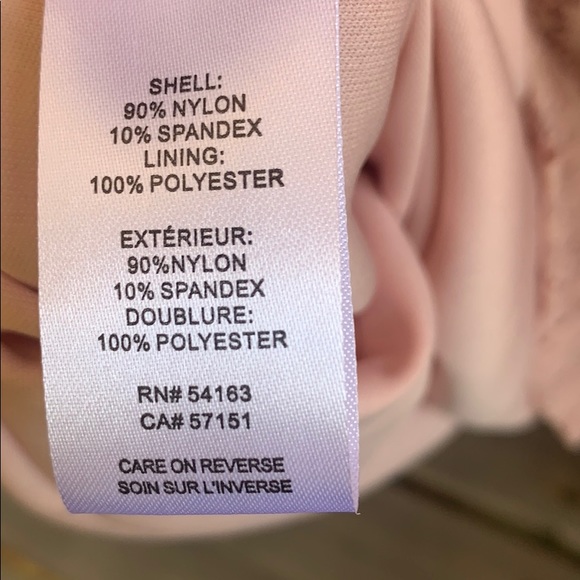 SHELL:
90% NYLON
10% SPANDEX
LINING:
100% POLYESTER
EXTÉRIEUR:
90%NYLON
10% SPANDEX
DOUBLURE:
100% POLYESTER
RN# 54163
CA# 57151
CARE ON REVERSE
SOIN SUR L'INVERSE